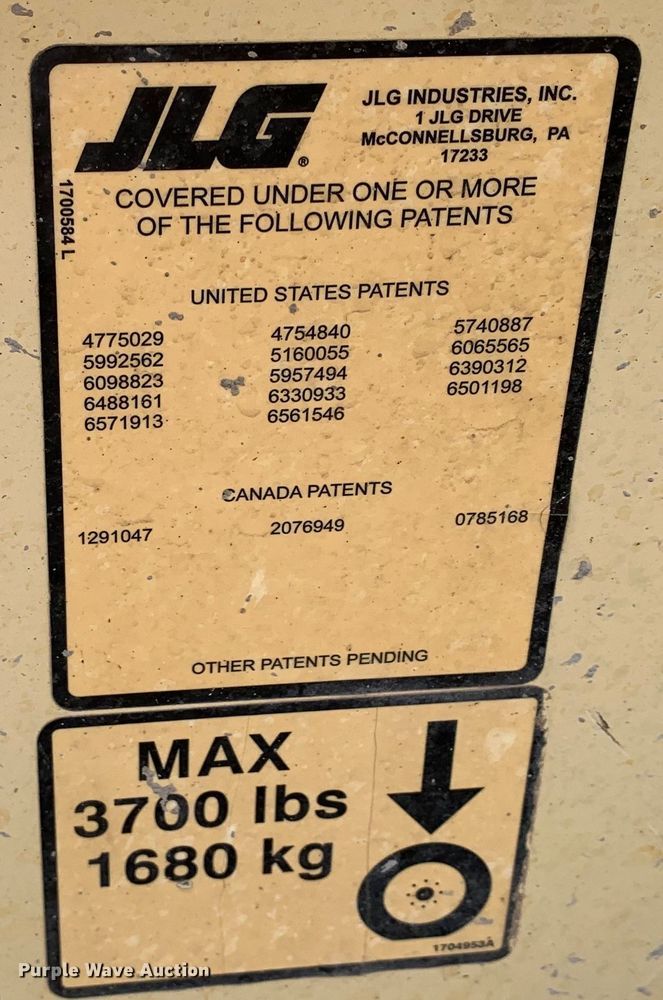 JLG®
JLG INDUSTRIES, INC.
1 JLG DRIVE
McCONNELLSBURG, PA
17233
1700584 L
COVERED UNDER ONE OR MORE
OF THE FOLLOWING PATENTS
UNITED STATES PATENTS
4775029 4754840 5740887
5992562 5160055 6065565
6098823 5957494 6390312
6488161 6330933 6501198
6571913 6561546
CANADA PATENTS
1291047 2076949 0785168
OTHER PATENTS PENDING
MAX
3700 lbs
1680 kg
1704953A
Purple Wave Auction